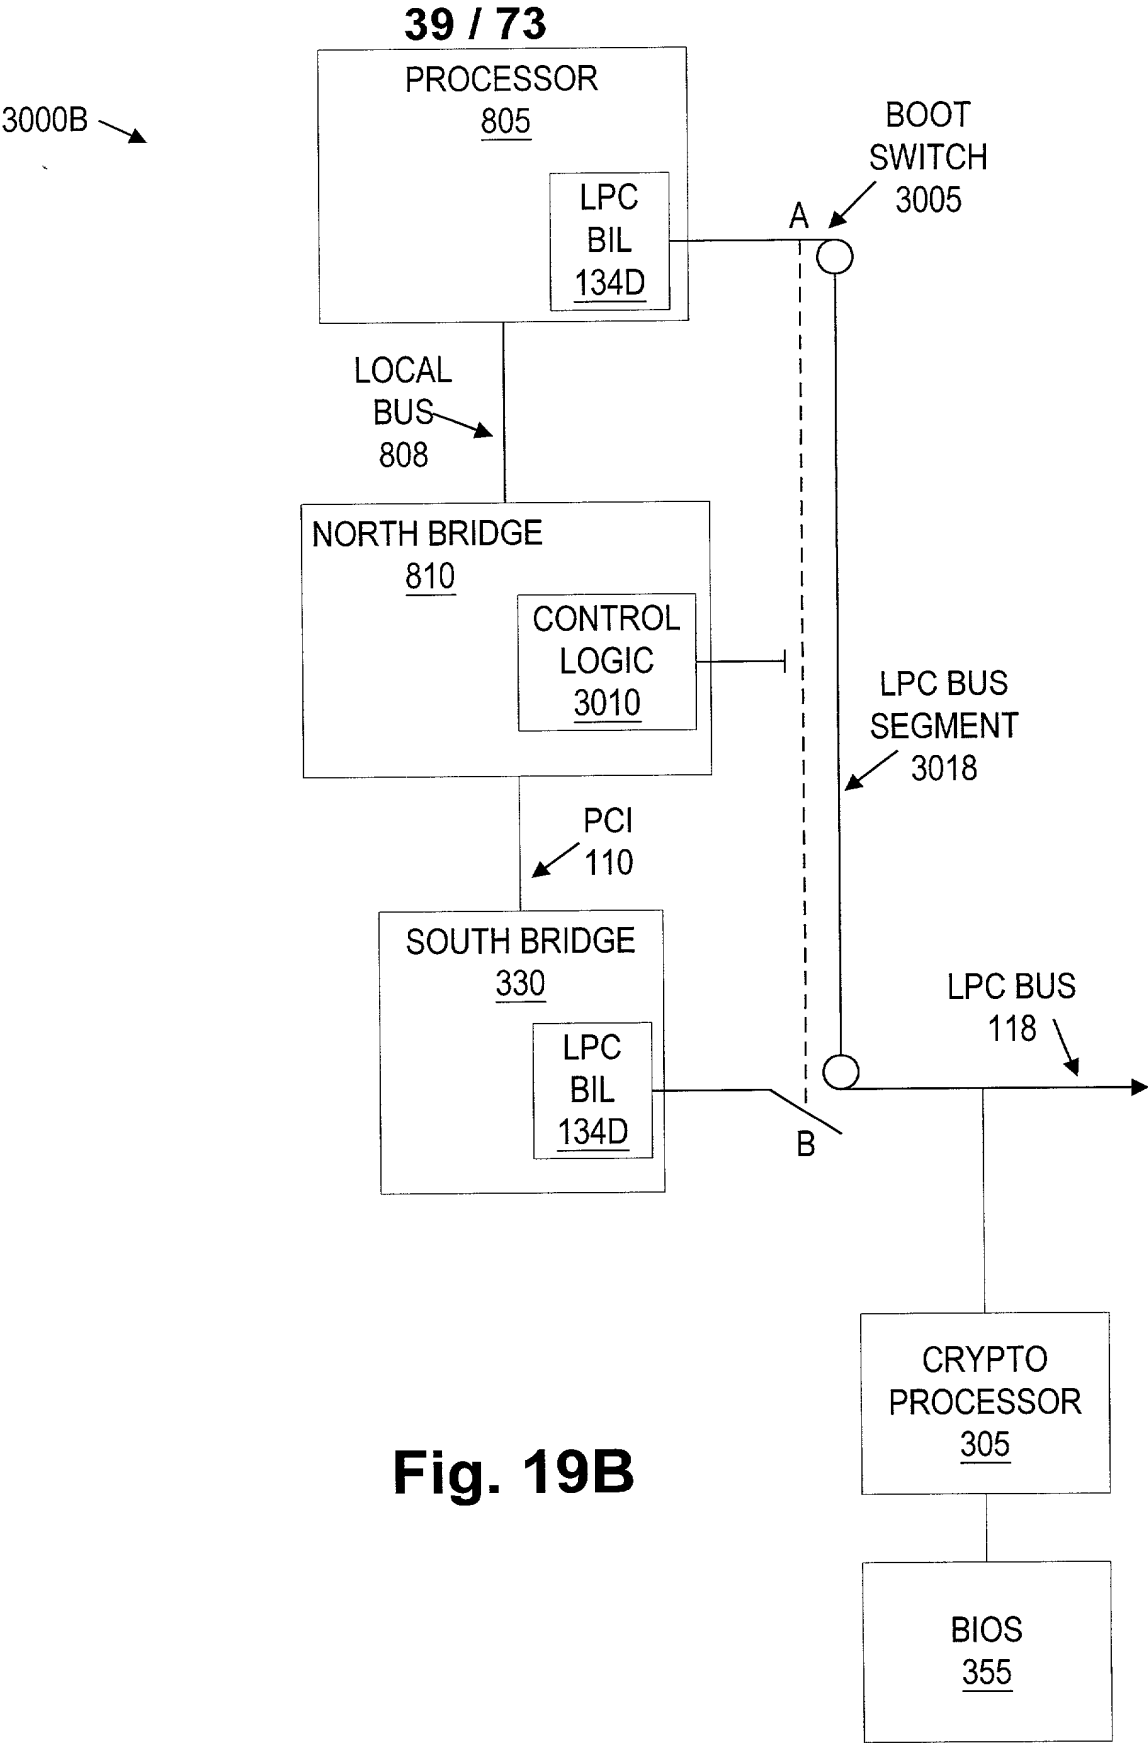 39 / 73
3000B
PROCESSOR
805
LPC
BIL
134D
BOOT
SWITCH
3005
A
LOCAL
BUS
808
NORTH BRIDGE
810
CONTROL
LOGIC
3010
LPC BUS
SEGMENT
3018
PCI
110
SOUTH BRIDGE
330
LPC
BIL
134D
B
LPC BUS
118
CRYPTO
PROCESSOR
305
BIOS
355
Fig. 19B